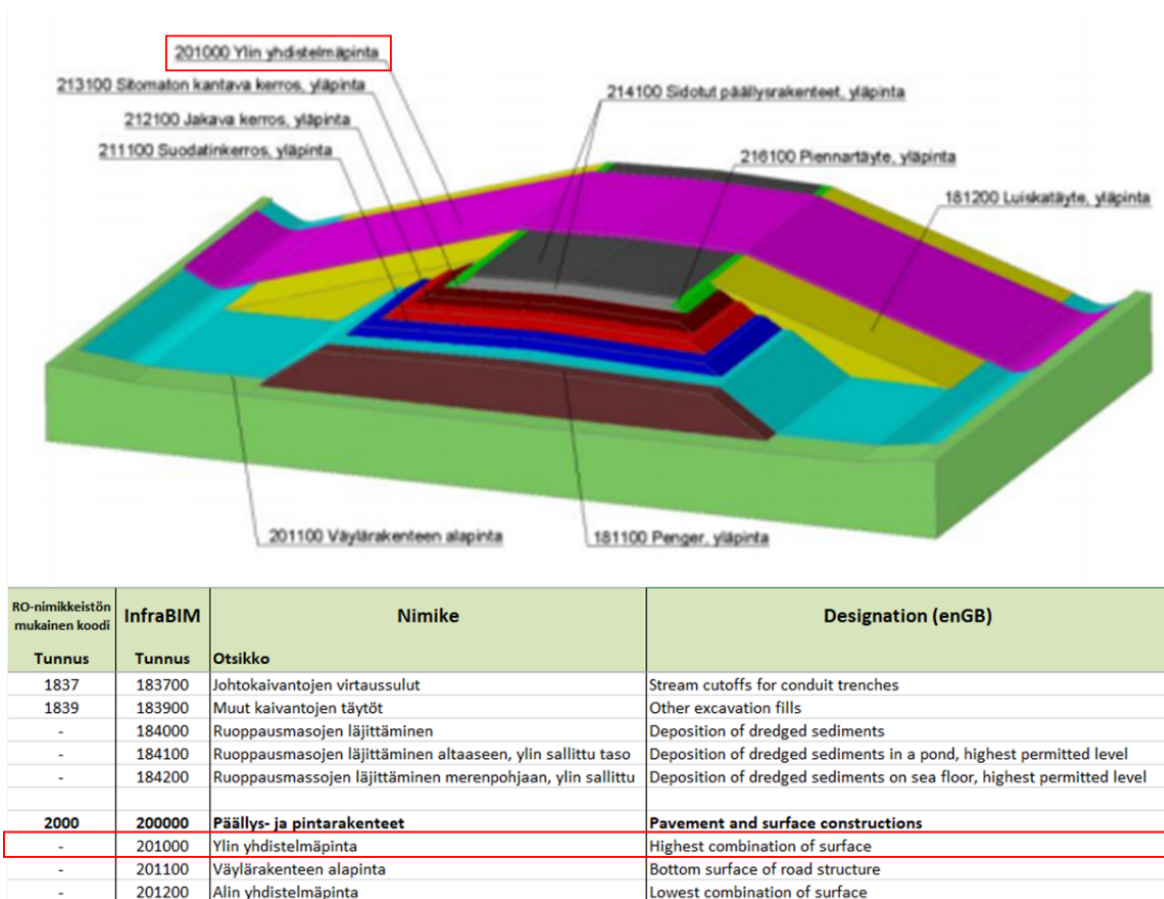 201000 Ylin yhdistelmäpinta
213100 Sitomaton kantava kerros, yläpinta
212100 Jakava kerros, yläpinta
211100 Suodatinkerros, yläpinta
214100 Sidotut päällysrakenteet, yläpinta
216100 Piennartäyte, yläpinta
181200 Luiskatäyte, yläpinta
201100 Väylärakenteen alapinta
181100 Penger, yläpinta
RO-nimikkeistön mukainen koodi InfraBIM Nimike Designation (enGB)
Tunnus Tunnus Otsikko
1837 183700 Johtokaivantojen virtaussulut Stream cutoffs for conduit trenches
1839 183900 Muut kaivantojen täytöt Other excavation fills
- 184000 Ruoppausmasojen läjittäminen Deposition of dredged sediments
- 184100 Ruoppausmasojen läjittäminen altaaseen, ylin sallittu taso Deposition of dredged sediments in a pond, highest permitted level
- 184200 Ruoppausmassojen läjittäminen merenpohjaan, ylin sallittu Deposition of dredged sediments on sea floor, highest permitted level
2000 200000 Päällys- ja pintarakenteet Pavement and surface constructions
- 201000 Ylin yhdistelmäpinta Highest combination of surface
- 201100 Väylärakenteen alapinta Bottom surface of road structure
- 201200 Alin yhdistelmäpinta Lowest combination of surface